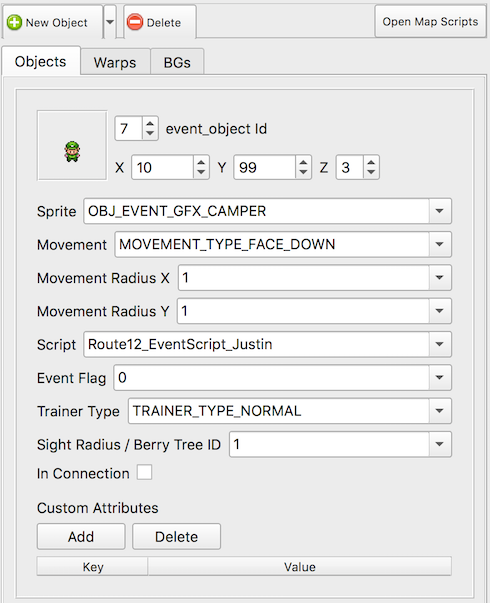 New Object Delete Open Map Scripts
Objects Warps BGs
7 event_object Id
X 10 Y 99 Z 3
Sprite OBJ_EVENT_GFX_CAMPER
Movement MOVEMENT_TYPE_FACE_DOWN
Movement Radius X 1
Movement Radius Y 1
Script Route12_EventScript_Justin
Event Flag 0
Trainer Type TRAINER_TYPE_NORMAL
Sight Radius / Berry Tree ID 1
In Connection
Custom Attributes
Add Delete
Key Value